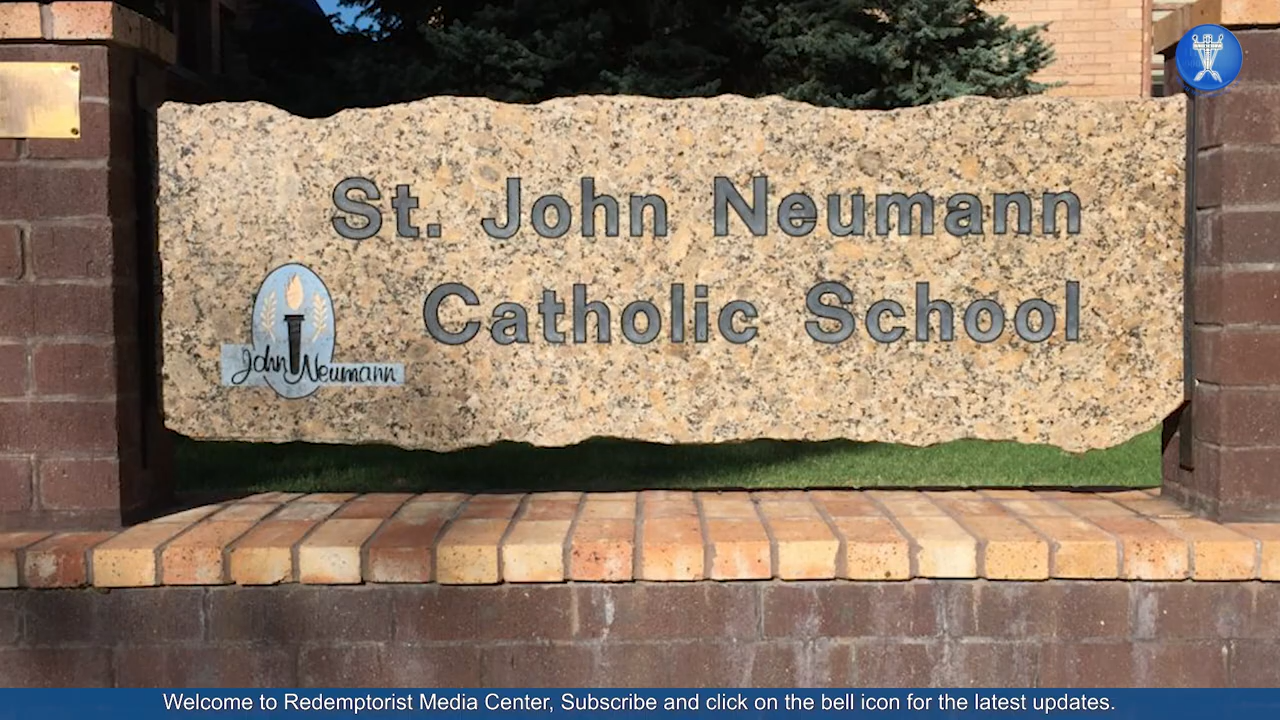 St. John Neumann
Catholic School
John Neumann
Welcome to Redemptorist Media Center, Subscribe and click on the bell icon for the latest updates.